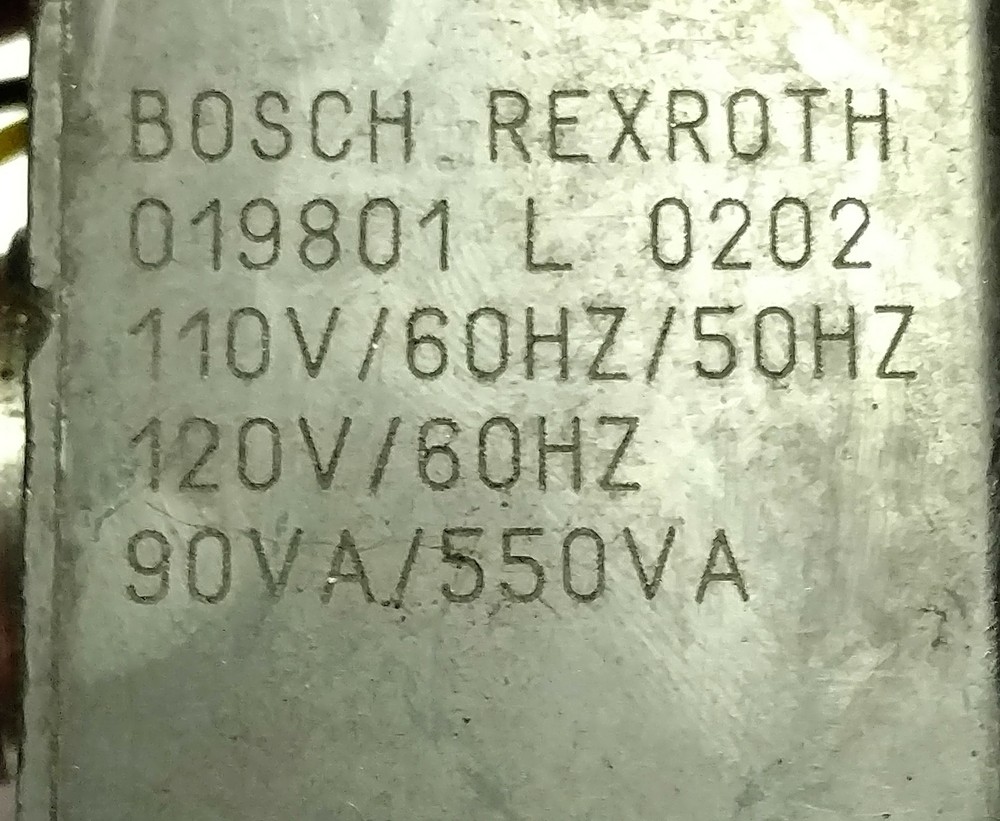 BOSCH REXROTH
019801 L 0202
110V/60HZ/50HZ
120V/60HZ
90VA/550VA